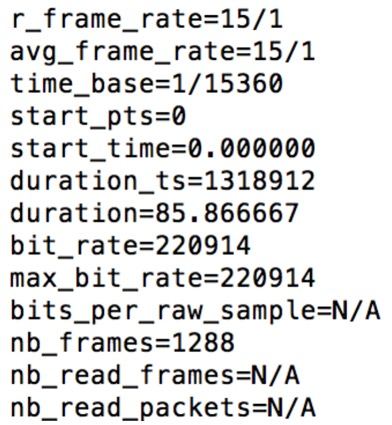 r_frame_rate=15/1
avg_frame_rate=15/1
time_base=1/15360
start_pts=0
start_time=0.000000
duration_ts=1318912
duration=85.866667
bit_rate=220914
max_bit_rate=220914
bits_per_raw_sample=N/A
nb_frames=1288
nb_read_frames=N/A
nb_read_packets=N/A